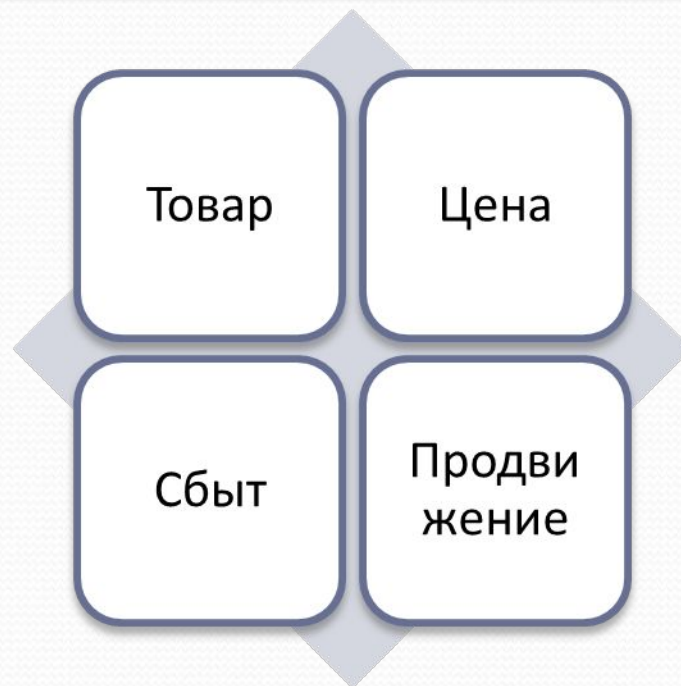 Товар
Цена
Сбыт
Продви
жение